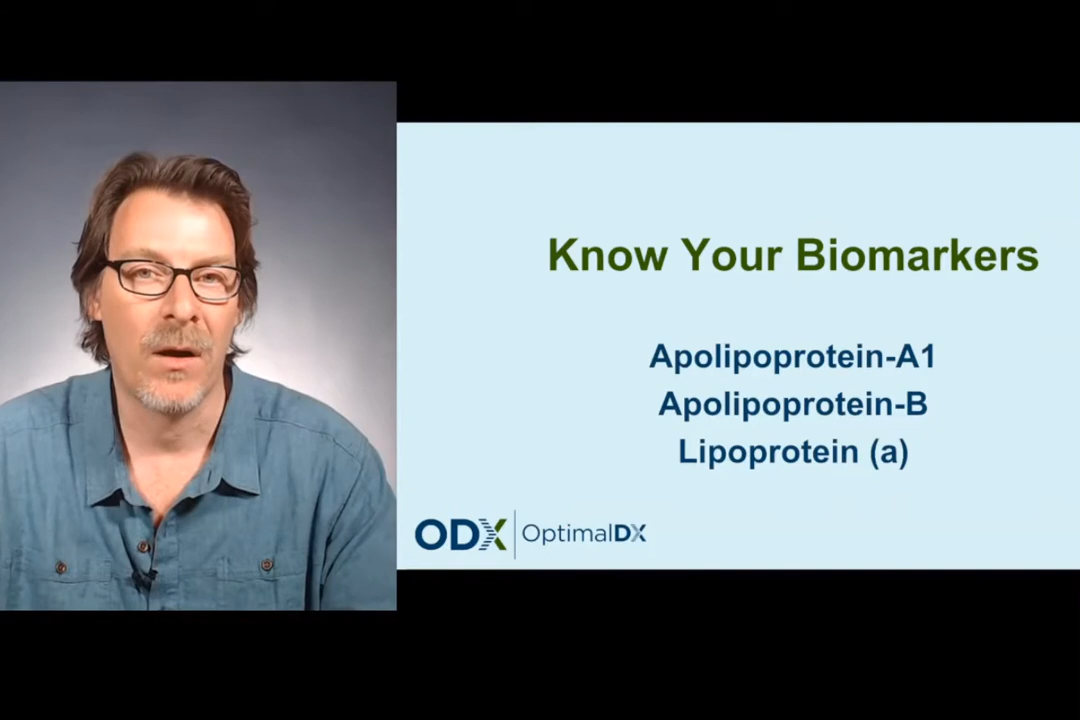 Know Your Biomarkers
Apolipoprotein-A1
Apolipoprotein-B
Lipoprotein (a)
ODX OptimalDX